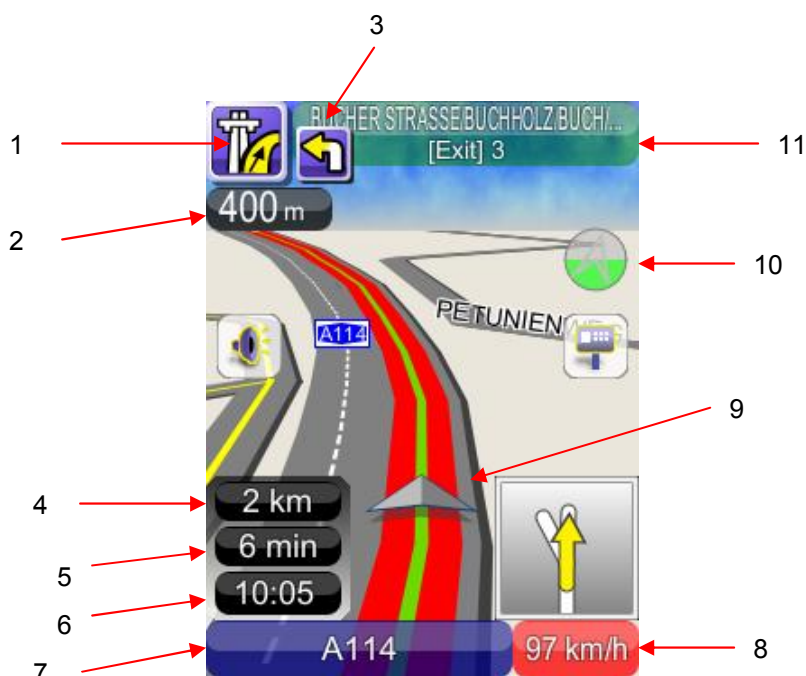 3
BUCHER STRASSE/BUCHHOLZ/BUCH/...
1
[Exit] 3
11
400 m
2
10
PETUNIEN
A114
9
2 km
4
6 min
5
10:05
6
A114
97 km/h
8
7